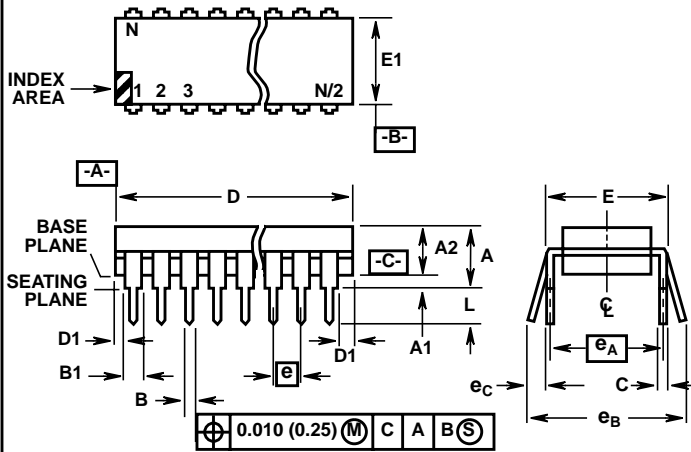 N
INDEX
AREA
1 2 3 N/2
E1
-B-
-A-
D
E
BASE
PLANE
A2
A
-C-
SEATING
PLANE
L
C
L
D1
A1
D1
eA
B1
e
eC
C
B
eB
0.010 (0.25) M C A B S